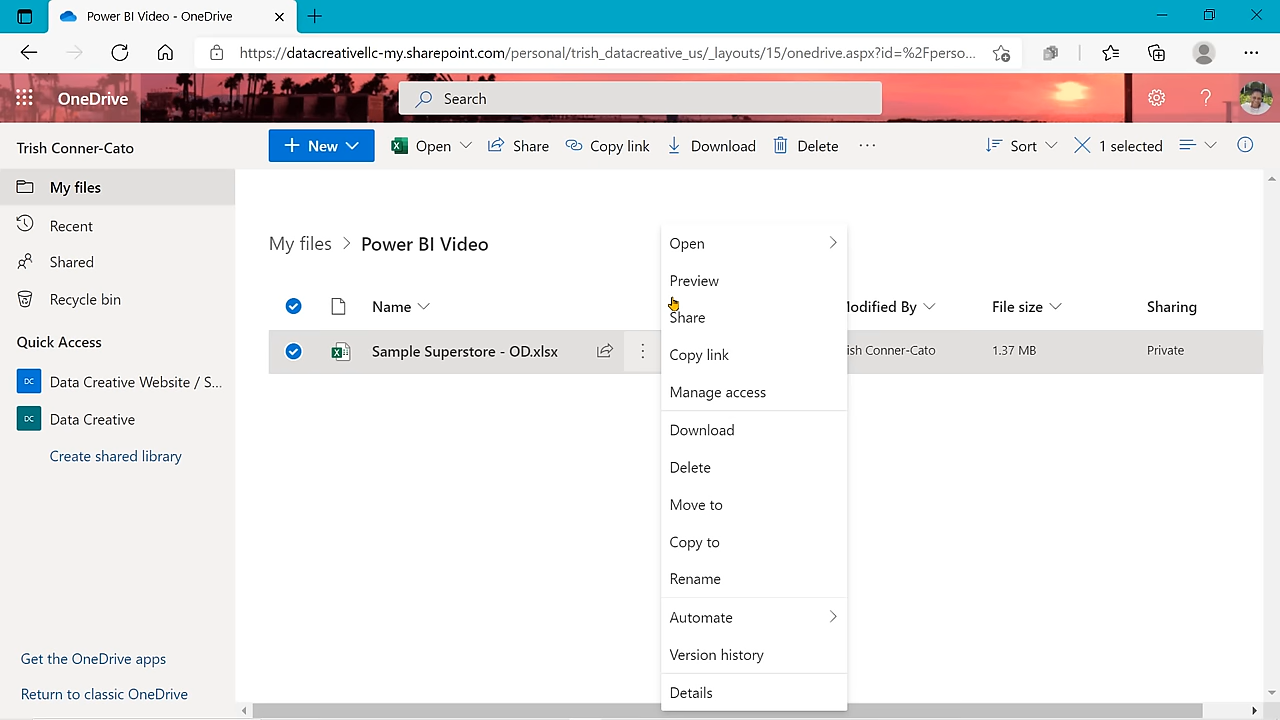 Power BI Video - OneDrive
https://datacreativellc-my.sharepoint.com/personal/trish_datacreative_us/_layouts/15/onedrive.aspx?id=%2Fperso...
OneDrive
Search
Trish Conner-Cato
New
Open
Share
Copy link
Download
Delete
Sort
1 selected
My files
Recent
Shared
Recycle bin
Quick Access
DC Data Creative Website / S...
DC Data Creative
Create shared library
Get the OneDrive apps
Return to classic OneDrive
My files > Power BI Video
Name
Modified By
File size
Sharing
Sample Superstore - OD.xlsx
ish Conner-Cato
1.37 MB
Private
Open
Preview
Share
Copy link
Manage access
Download
Delete
Move to
Copy to
Rename
Automate
Version history
Details